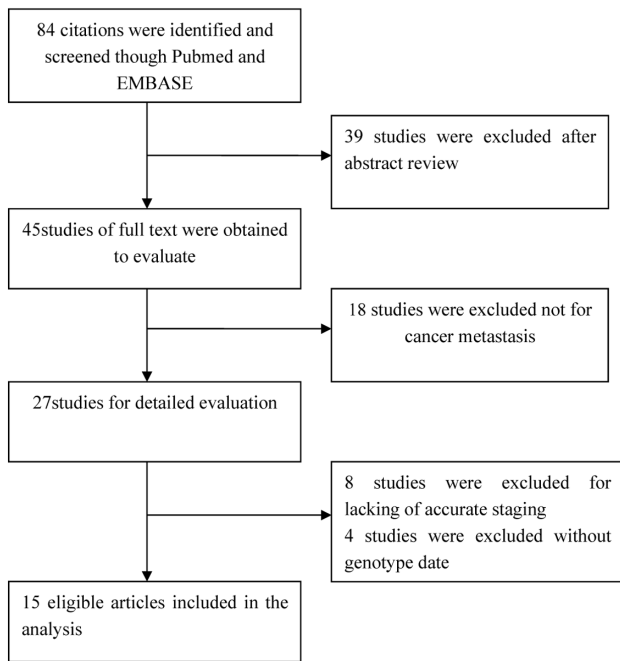 84 citations were identified and
screened though Pubmed and
EMBASE
39 studies were excluded after
abstract review
45studies of full text were obtained
to evaluate
18 studies were excluded not for
cancer metastasis
27studies for detailed evaluation
8 studies were excluded for
lacking of accurate staging
4 studies were excluded without
genotype date
15 eligible articles included in the
analysis